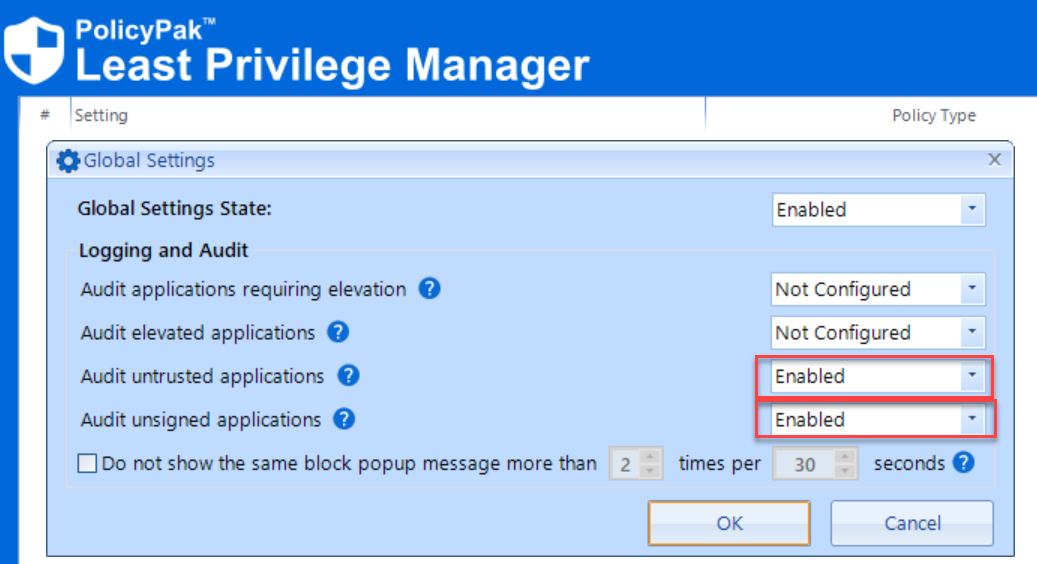 PolicyPak™
Least Privilege Manager
# Setting Policy Type
Global Settings
Global Settings State: Enabled
Logging and Audit
Audit applications requiring elevation ? Not Configured
Audit elevated applications ? Not Configured
Audit untrusted applications ? Enabled
Audit unsigned applications ? Enabled
Do not show the same block popup message more than 2 times per 30 seconds ?
OK Cancel